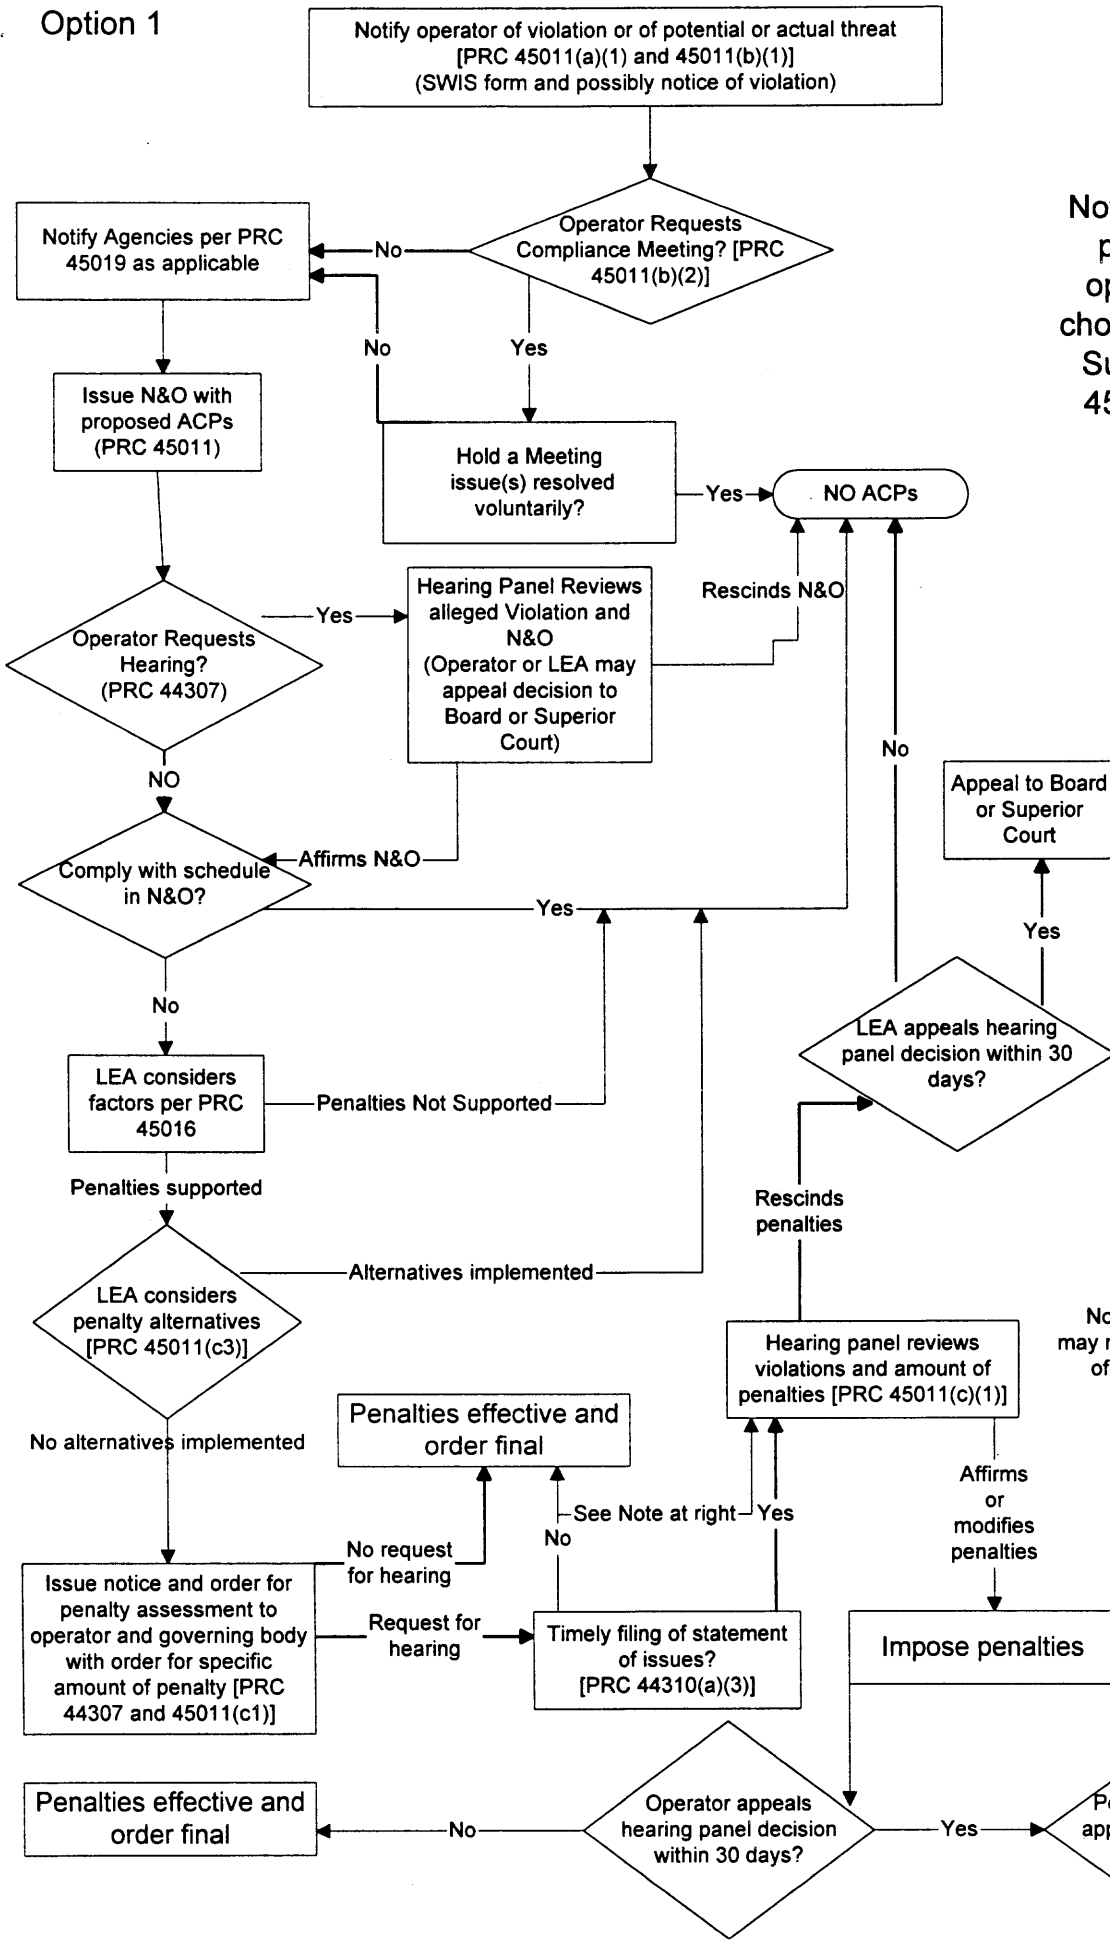 Option 1
Notify operator of violation or of potential or actual threat
[PRC 45011(a)(1) and 45011(b)(1)]
(SWIS form and possibly notice of violation)
Operator Requests
Compliance Meeting? [PRC
45011(b)(2)]
No
Notify Agencies per PRC
45019 as applicable
No
Yes
Issue N&O with
proposed ACPs
(PRC 45011)
Hold a Meeting
issue(s) resolved
voluntarily?
Yes
NO ACPs
Operator Requests
Hearing?
(PRC 44307)
Yes
Hearing Panel Reviews
alleged Violation and
N&O
(Operator or LEA may
appeal decision to
Board or Superior
Court)
Rescinds N&O
NO
No
Appeal to Board
or Superior
Court
Affirms N&O
Comply with schedule
in N&O?
Yes
Yes
No
LEA appeals hearing
panel decision within 30
days?
LEA considers
factors per PRC
45016
Penalties Not Supported
Penalties supported
Rescinds
penalties
LEA considers
penalty alternatives
[PRC 45011(c3)]
Alternatives implemented
Hearing panel reviews
violations and amount of
penalties [PRC 45011(c)(1)]
No alternatives implemented
Penalties effective and
order final
See Note at right
Yes
No
Affirms
or
modifies
penalties
No request
for hearing
Issue notice and order for
penalty assessment to
operator and governing body
with order for specific
amount of penalty [PRC
44307 and 45011(c1)]
Request for
hearing
Timely filing of statement
of issues?
[PRC 44310(a)(3)]
Impose penalties
Penalties effective and
order final
No
Operator appeals
hearing panel decision
within 30 days?
Yes
may
of